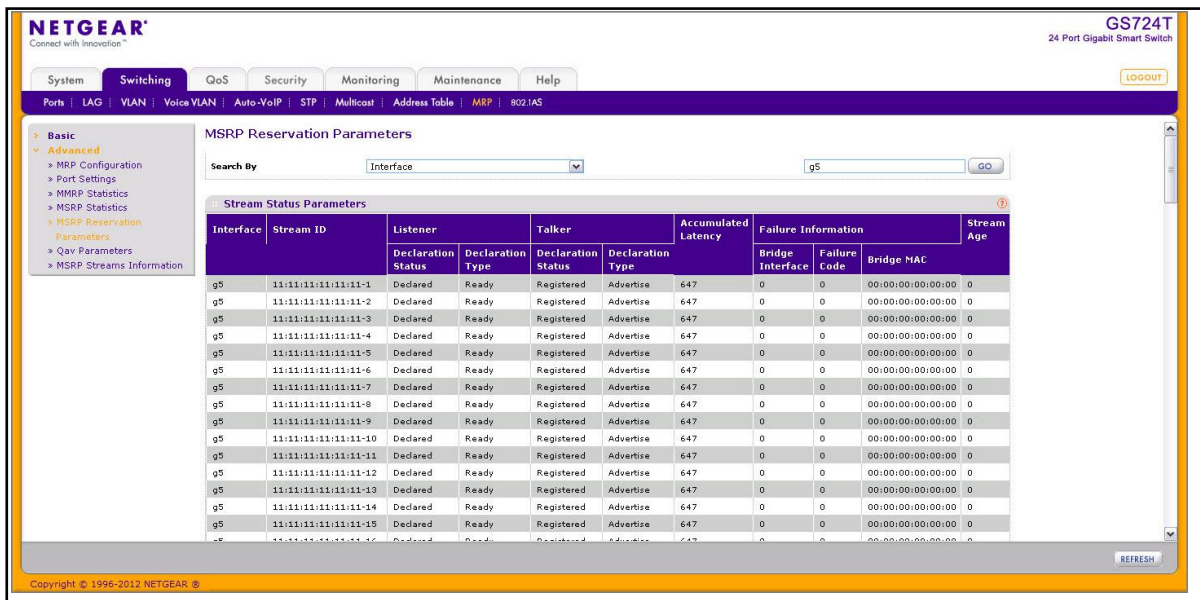 NETGEAR®
Connect with Innovation™
GS724T
24 Port Gigabit Smart Switch
System Switching QoS Security Monitoring Maintenance Help
LOGOUT
Ports LAG VLAN Voice VLAN Auto-VoIP STP Multicast Address Table MRP 802.1AS
Basic
Advanced
» MRP Configuration
» Port Settings
» MMRP Statistics
» MSRP Statistics
» MSRP Reservation
Parameters
» Qav Parameters
» MSRP Streams Information
MSRP Reservation Parameters
Search By Interface g5 GO
Stream Status Parameters
Interface Stream ID Listener Talker Accumulated Latency Failure Information Stream Age
Declaration Status Declaration Type Declaration Status Declaration Type Bridge Interface Failure Code Bridge MAC
g5 11:11:11:11:11:11-1 Declared Ready Registered Advertise 647 0 0 00:00:00:00:00:00 0
g5 11:11:11:11:11:11-2 Declared Ready Registered Advertise 647 0 0 00:00:00:00:00:00 0
g5 11:11:11:11:11:11-3 Declared Ready Registered Advertise 647 0 0 00:00:00:00:00:00 0
g5 11:11:11:11:11:11-4 Declared Ready Registered Advertise 647 0 0 00:00:00:00:00:00 0
g5 11:11:11:11:11:11-5 Declared Ready Registered Advertise 647 0 0 00:00:00:00:00:00 0
g5 11:11:11:11:11:11-6 Declared Ready Registered Advertise 647 0 0 00:00:00:00:00:00 0
g5 11:11:11:11:11:11-7 Declared Ready Registered Advertise 647 0 0 00:00:00:00:00:00 0
g5 11:11:11:11:11:11-8 Declared Ready Registered Advertise 647 0 0 00:00:00:00:00:00 0
g5 11:11:11:11:11:11-9 Declared Ready Registered Advertise 647 0 0 00:00:00:00:00:00 0
g5 11:11:11:11:11:11-10 Declared Ready Registered Advertise 647 0 0 00:00:00:00:00:00 0
g5 11:11:11:11:11:11-11 Declared Ready Registered Advertise 647 0 0 00:00:00:00:00:00 0
g5 11:11:11:11:11:11-12 Declared Ready Registered Advertise 647 0 0 00:00:00:00:00:00 0
g5 11:11:11:11:11:11-13 Declared Ready Registered Advertise 647 0 0 00:00:00:00:00:00 0
g5 11:11:11:11:11:11-14 Declared Ready Registered Advertise 647 0 0 00:00:00:00:00:00 0
g5 11:11:11:11:11:11-15 Declared Ready Registered Advertise 647 0 0 00:00:00:00:00:00 0
REFRESH
Copyright © 1996-2012 NETGEAR ®